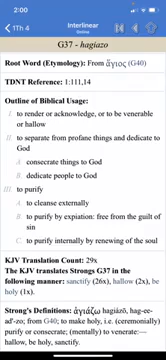 2:00
Interlinear
Online
1Th 4
G37 - hagiazo
Root Word (Etymology): From ἅγιος (G40)
TDNT Reference: 1:111,14
Outline of Biblical Usage:
I. to render or acknowledge, or to be venerable
or hallow
II. to separate from profane things and dedicate to
God
A. consecrate things to God
B. dedicate people to God
III. to purify
A. to cleanse externally
B. to purify by expiation: free from the guilt of
sin
C. to purify internally by renewing of the soul
KJV Translation Count: 29x
The KJV translates Strongs G37 in the
following manner: sanctify (26x), hallow (2x), be
holy (1x).
Strong's Definitions: ἁγιάζω hagiázō, hag-ee-
ad'-zo; from G40; to make holy, i.e. (ceremonially)
purify or consecrate; (mentally) to venerate:—
hallow, be holy, sanctify.